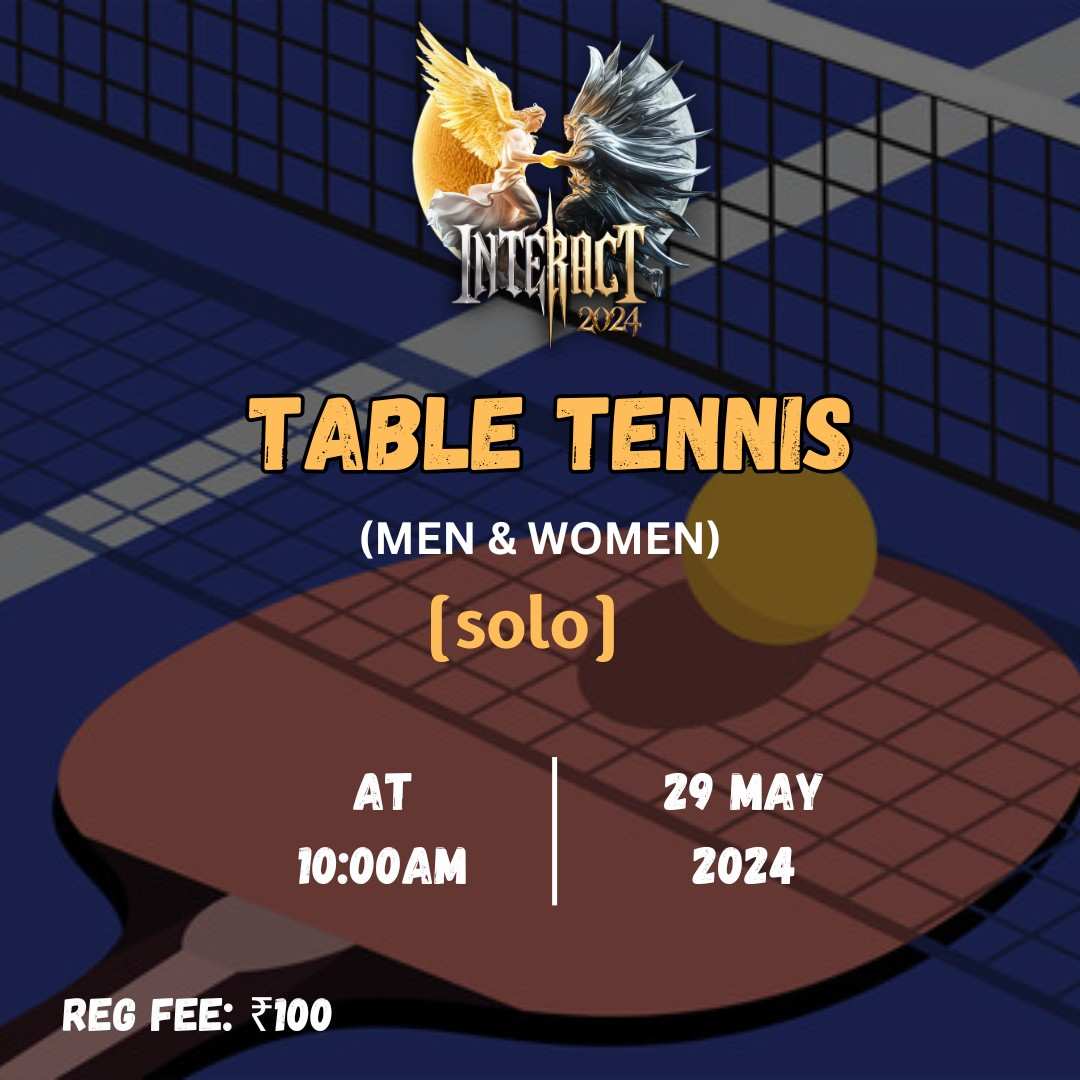 INTERACT
2024
TABLE TENNIS
(MEN & WOMEN)
[solo]
AT
10:00AM
29 MAY
2024
REG FEE: ₹100